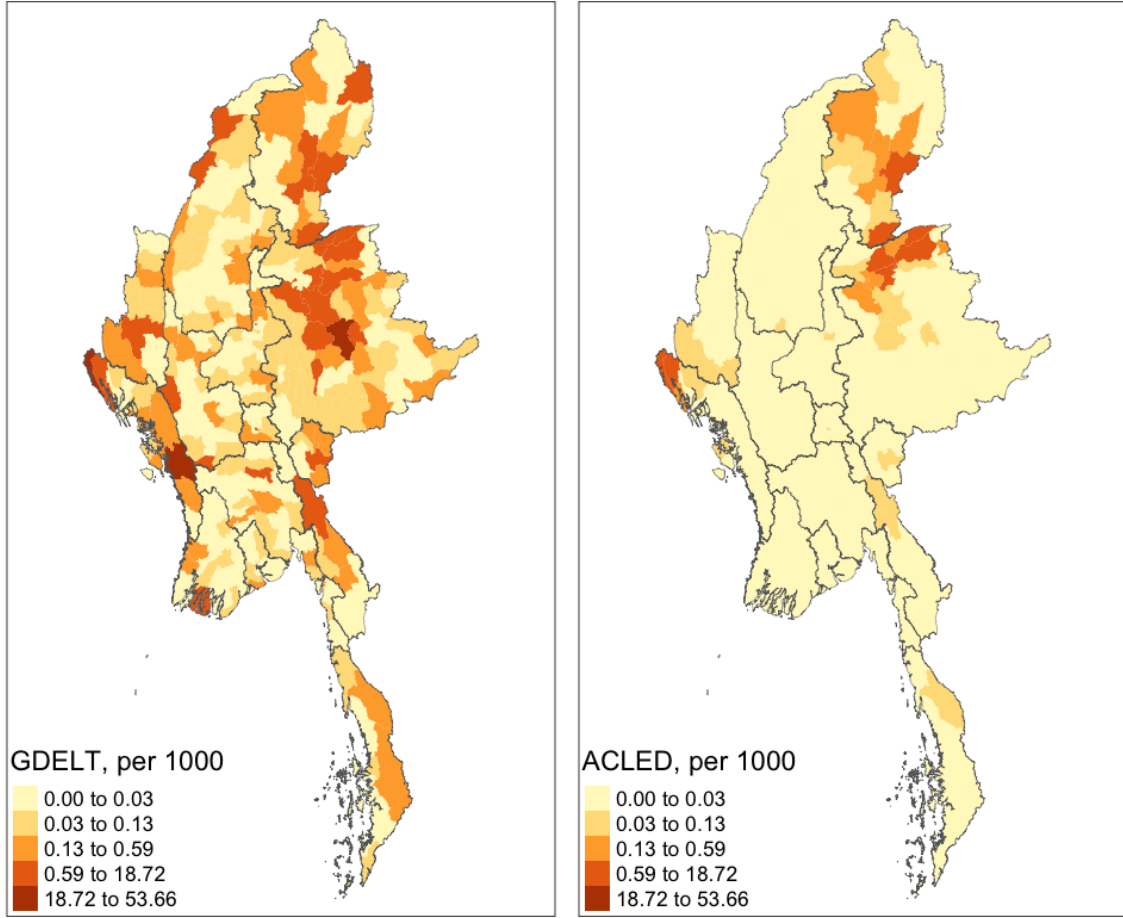 GDELT, per 1000
0.00 to 0.03
0.03 to 0.13
0.13 to 0.59
0.59 to 18.72
18.72 to 53.66
ACLED, per 1000
0.00 to 0.03
0.03 to 0.13
0.13 to 0.59
0.59 to 18.72
18.72 to 53.66